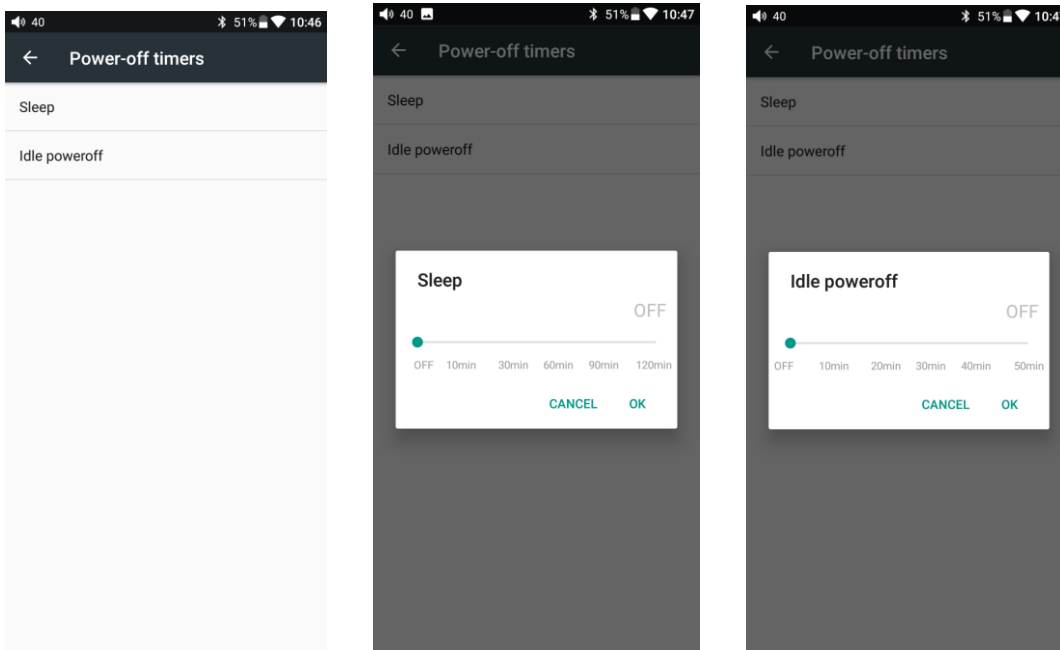 40 51% 10:46
Power-off timers
Sleep
Idle poweroff
40 51% 10:47
Power-off timers
Sleep
Idle poweroff
Sleep
OFF
OFF 10min 30min 60min 90min 120min
CANCEL OK
40 51% 10:4
Power-off timers
Sleep
Idle poweroff
Idle poweroff
OFF
OFF 10min 20min 30min 40min 50min
CANCEL OK